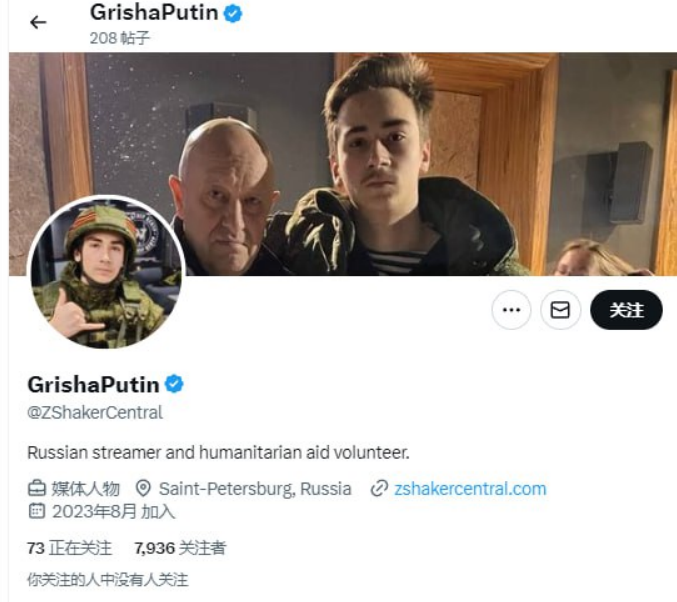 GrishaPutin
208 帖子
关注
GrishaPutin
@ZShakerCentral
Russian streamer and humanitarian aid volunteer.
媒体人物 Saint-Petersburg, Russia zshakercentral.com
2023年8月 加入
73 正在关注 7,936 关注者
你关注的人中没有人关注